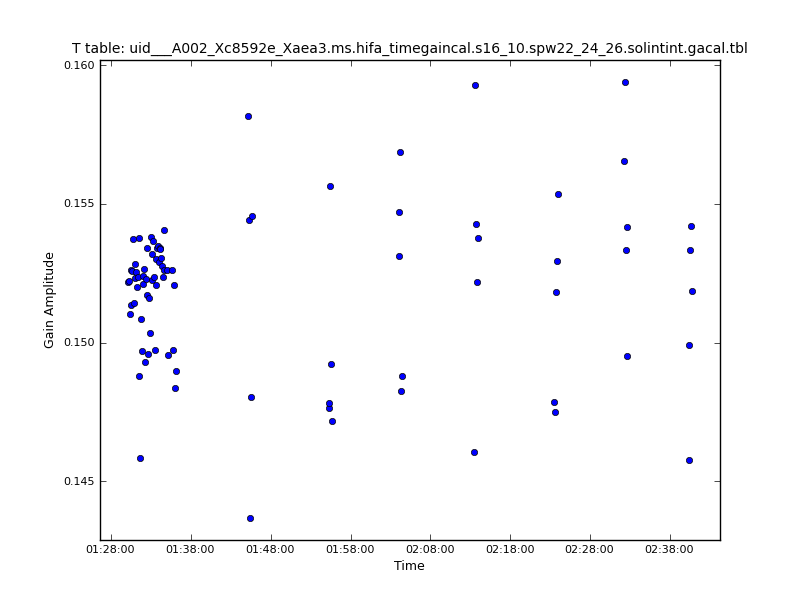 T table: uid___A002_Xc8592e_Xaea3.ms.hifa_timegaincal.s16_10.spw22_24_26.solintint.gacal.tbl
0.160
0.155
0.150
0.145
Gain Amplitude
01:28:00 01:38:00 01:48:00 01:58:00 02:08:00 02:18:00 02:28:00 02:38:00
Time